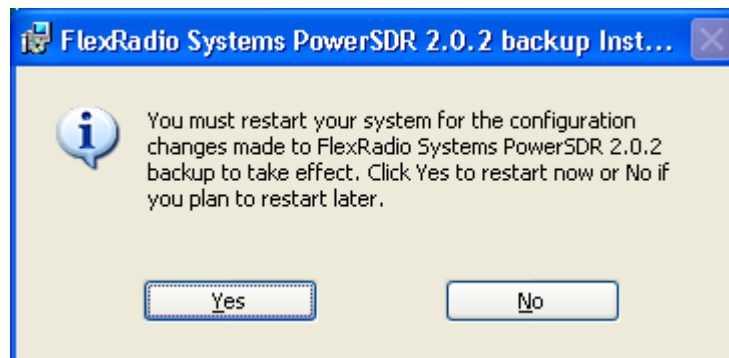 FlexRadio Systems PowerSDR 2.0.2 backup Inst...
You must restart your system for the configuration
changes made to FlexRadio Systems PowerSDR 2.0.2
backup to take effect. Click Yes to restart now or No if
you plan to restart later.
Yes
No